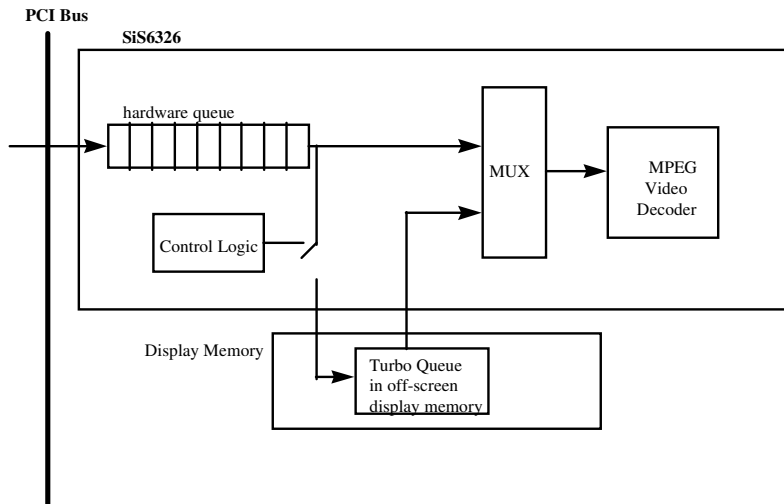 PCI Bus
SiS6326
hardware queue
MUX
MPEG
Video
Decoder
Control Logic
Display Memory
Turbo Queue
in off-screen
display memory